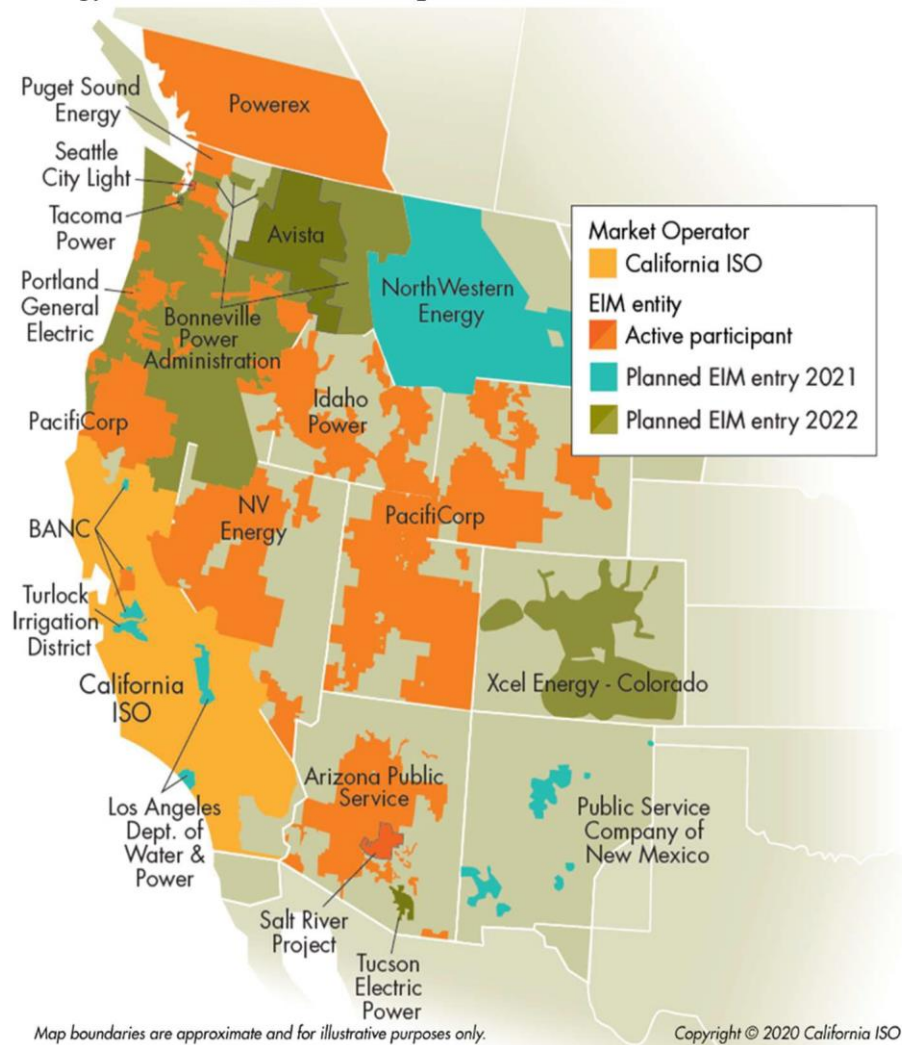 Powerex
Puget Sound
Energy
Seattle
City Light
Tacoma
Power
Avista
Portland
General
Electric
Bonneville
Power
Administration
NorthWestern
Energy
Market Operator
California ISO
EIM entity
Active participant
Planned EIM entry 2021
Planned EIM entry 2022
PacifiCorp
Idaho
Power
NV
Energy
PacifiCorp
BANC
Turlock
Irrigation
District
California
ISO
Xcel Energy - Colorado
Los Angeles
Dept. of
Water &
Power
Arizona Public
Service
Public Service
Company of
New Mexico
Salt River
Project
Tucson
Electric
Power
Map boundaries are approximate and for illustrative purposes only.
Copyright © 2020 California ISO